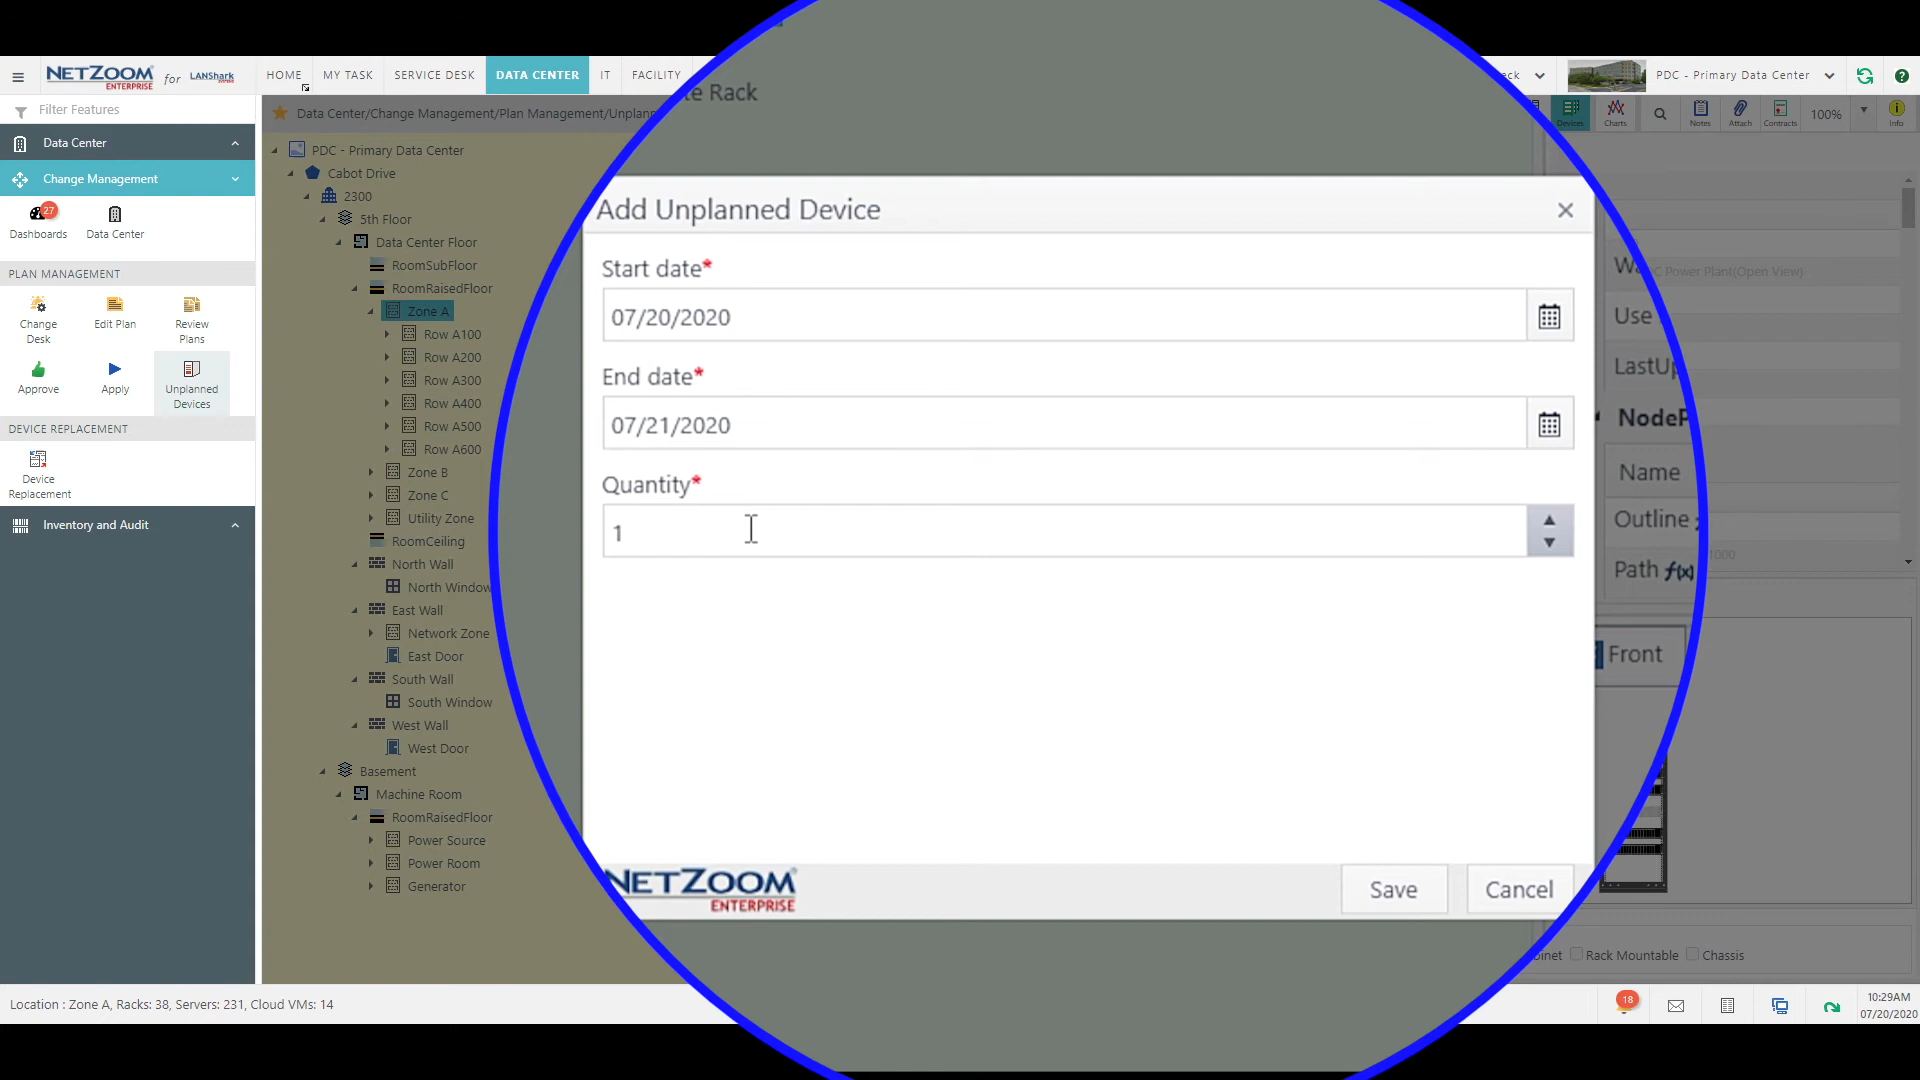 NETZOOM ENTERPRISE for LANShark
HOME MY TASK SERVICE DESK DATA CENTER IT FACILITY
PDC - Primary Data Center
Filter Features
Data Center
Change Management
27
Dashboards
Data Center
PLAN MANAGEMENT
Change Desk
Edit Plan
Review Plans
Approve
Apply
Unplanned Devices
DEVICE REPLACEMENT
Device Replacement
Inventory and Audit
Data Center/Change Management/Plan Management/Unplann
PDC - Primary Data Center
Cabot Drive
2300
5th Floor
Data Center Floor
RoomSubFloor
RoomRaisedFloor
Zone A
Row A100
Row A200
Row A300
Row A400
Row A500
Row A600
Zone B
Zone C
Utility Zone
RoomCeiling
North Wall
North Window
East Wall
Network Zone
East Door
South Wall
South Window
West Wall
West Door
Basement
Machine Room
RoomRaisedFloor
Power Source
Power Room
Generator
te Rack
Add Unplanned Device
Start date*
07/20/2020
End date*
07/21/2020
Quantity*
1
NETZOOM ENTERPRISE
Save
Cancel
Devices Charts Notes Attach Contracts 100% Info
C Power Plant(Open View)
Use
LastUp
NodeP
Name
Outline
1000
Path f(x)
Front
Rack Mountable Chassis
Location : Zone A, Racks: 38, Servers: 231, Cloud VMs: 14
18
10:29AM
07/20/2020